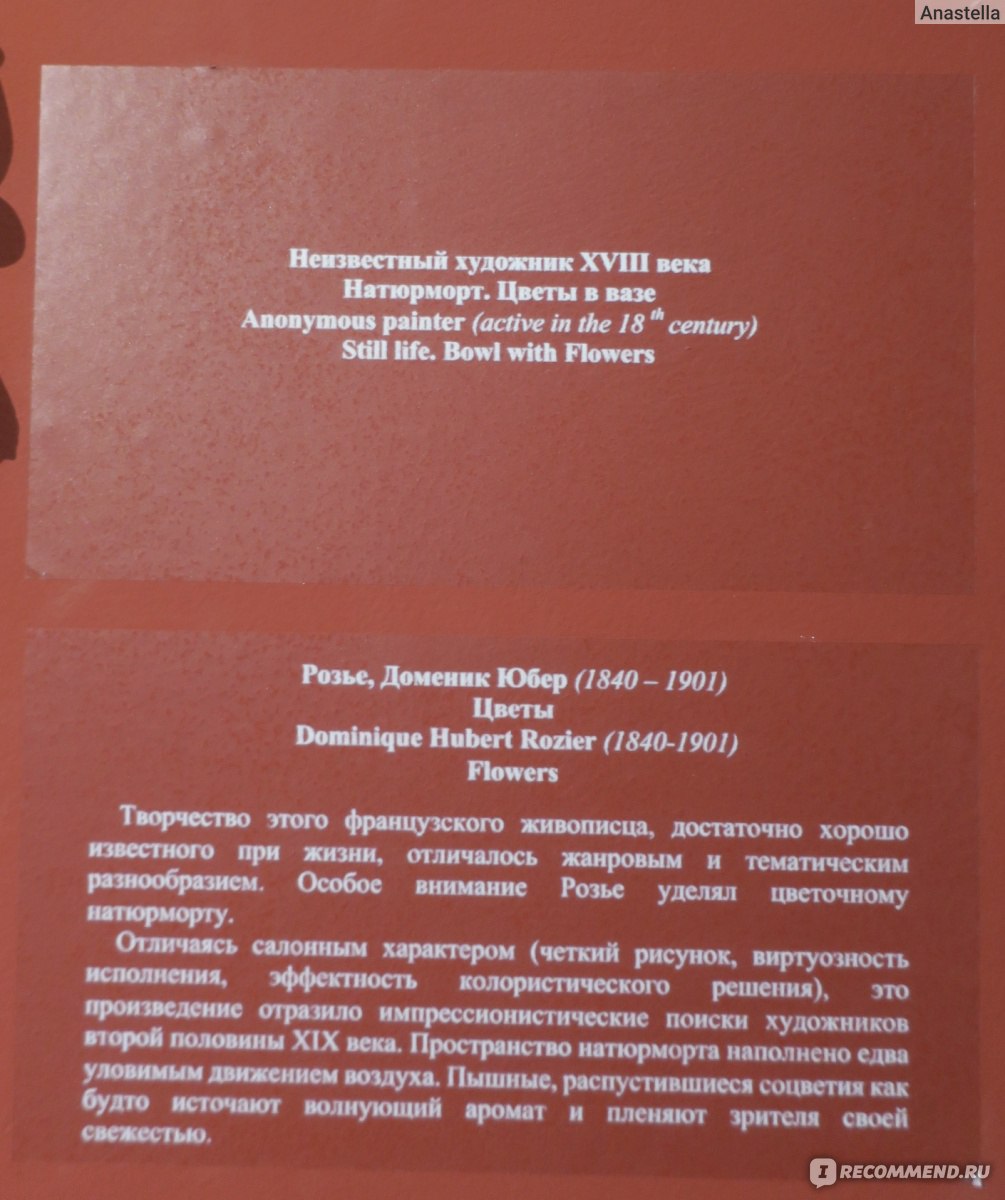 Anastella
Неизвестный художник XVIII века
Натюрморт. Цветы в вазе
Anonymous painter (active in the 18 th century)
Still life. Bowl with Flowers
Розье, Доменик Юбер (1840 – 1901)
Цветы
Dominique Hubert Rozier (1840-1901)
Flowers
Творчество этого французского живописца, достаточно хорошо
известного при жизни, отличалось жанровым и тематическим
разнообразием. Особое внимание Розье уделял цветочному
натюрморту.
Отличаясь салонным характером (четкий рисунок, виртуозность
исполнения, эффектность колористического решения), это
произведение отразило импрессионистические поиски художников
второй половины XIX века. Пространство натюрморта наполнено едва
уловимым движением воздуха. Пышные, распустившиеся соцветия как
будто источают волнующий аромат и пленяют зрителя своей
свежестью.
I RECOMMEND.RU